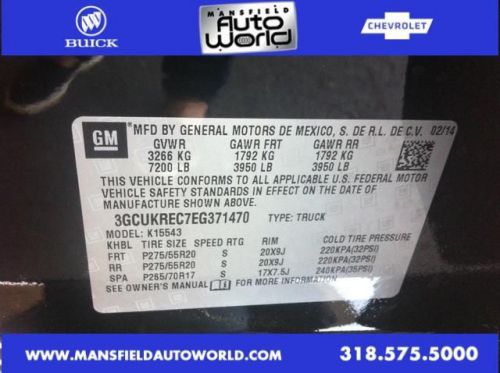 BUICK
MANSFIELD
Auto
World
CHEVROLET
GM
MFD BY GENERAL MOTORS DE MEXICO, S. DE R.L. DE C.V. 02/14
GVWR GAWR FRT GAWR RR
3266 KG 1792 KG 1792 KG
7200 LB 3950 LB 3950 LB
THIS VEHICLE CONFORMS TO ALL APPLICABLE U.S. FEDERAL MOTOR
VEHICLE SAFETY STANDARDS IN EFFECT ON THE DATE OF
MANUFACTURE SHOWN ABOVE.
3GCUKREC7EG371470 TYPE: TRUCK
MODEL: K15543
KHBL TIRE SIZE SPD RTG RIM COLD TIRE PRESSURE
FRT P275/55R20 S 20X9J 220KPA(32PSI)
RR P275/55R20 S 20X9J 220KPA(32PSI)
SPA P265/70R17 S 17X7.5J 240KPA(35PSI)
SEE OWNER'S MANUAL FOR MORE INFORMATION
WWW.MANSFIELDAUTOWORLD.COM 318.575.5000